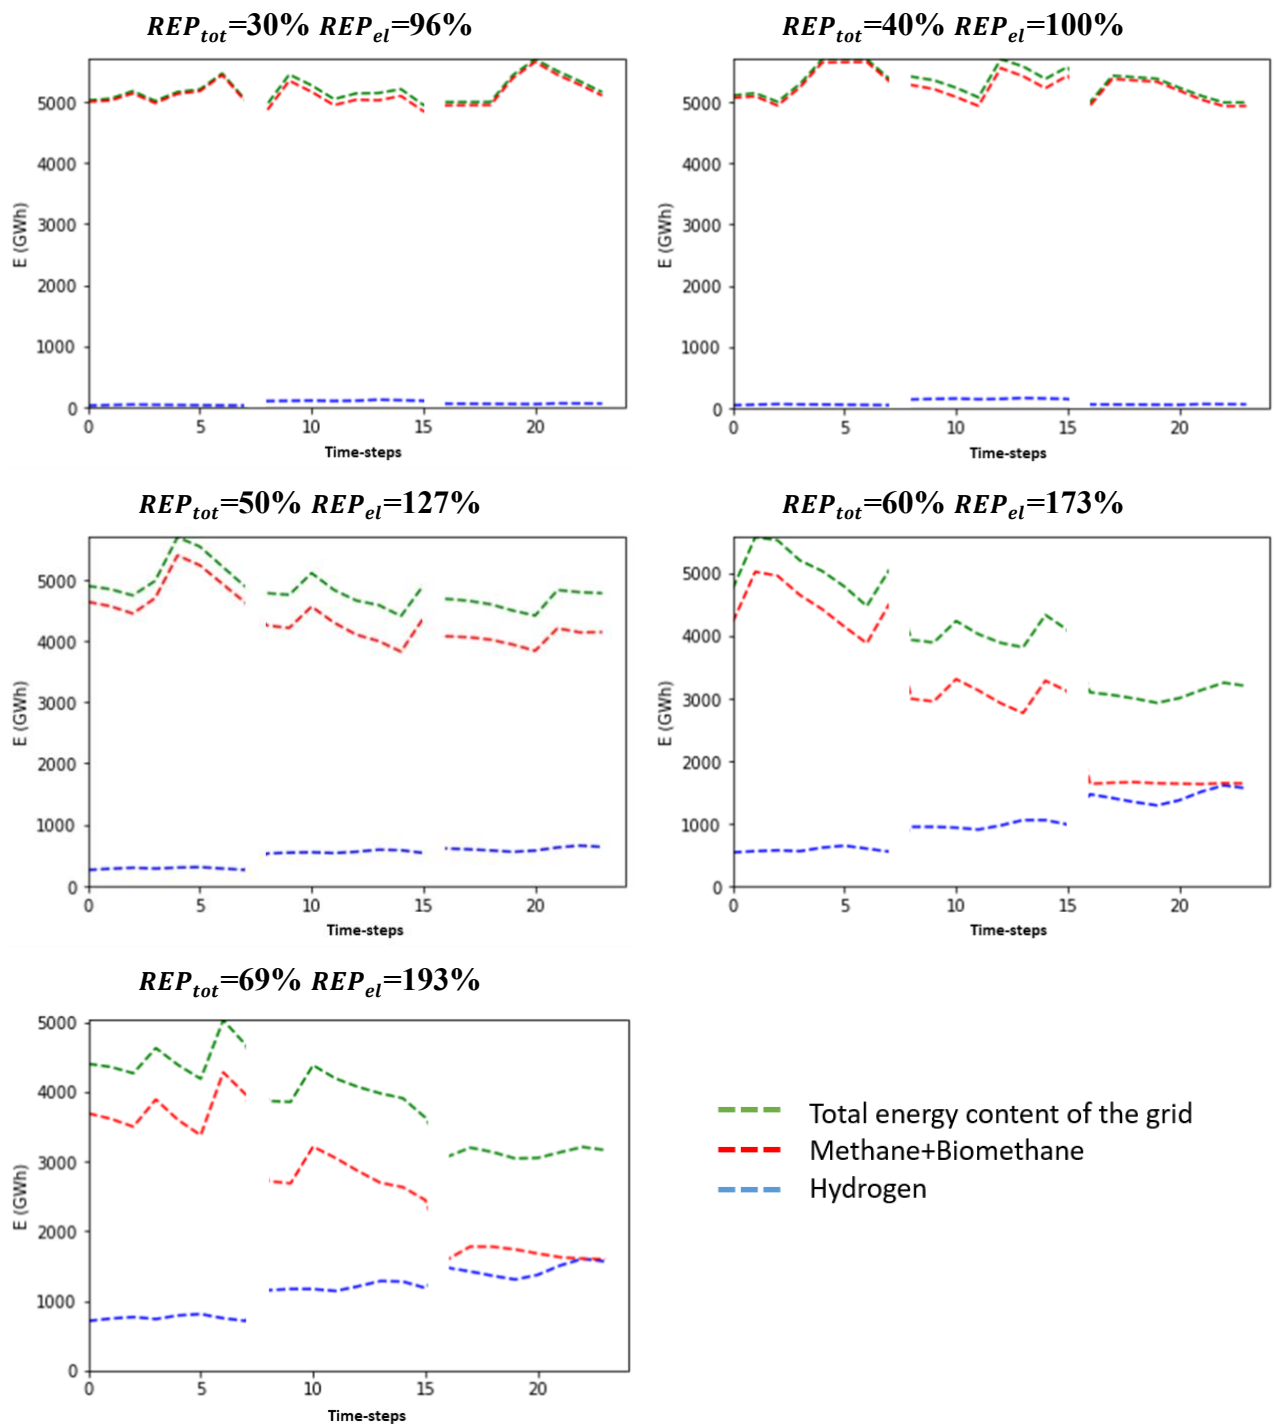 REPtot=30% REPel=96%
E (GWh)
5000
4000
3000
2000
1000
0
0 5 10 15 20
Time-steps
REPtot=40% REPel=100%
E (GWh)
5000
4000
3000
2000
1000
0
0 5 10 15 20
Time-steps
REPtot=50% REPel=127%
E (GWh)
5000
4000
3000
2000
1000
0
0 5 10 15 20
Time-steps
REPtot=60% REPel=173%
E (GWh)
5000
4000
3000
2000
1000
0
0 5 10 15 20
Time-steps
REPtot=69% REPel=193%
E (GWh)
5000
4000
3000
2000
1000
0
0 5 10 15 20
Time-steps
Total energy content of the grid
Methane+Biomethane
Hydrogen